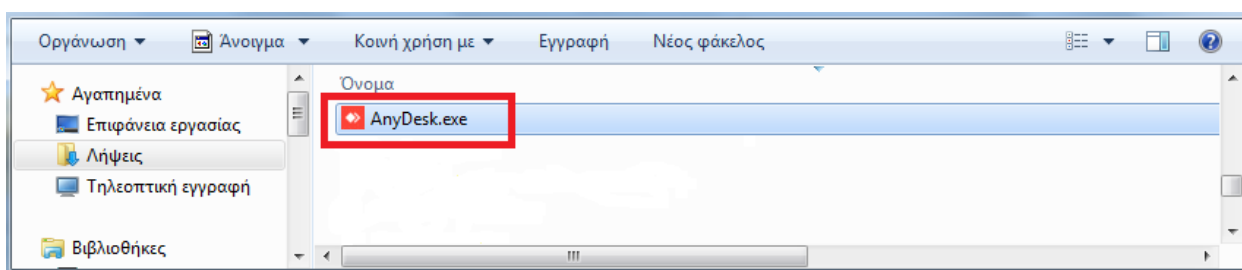 Οργάνωση Άνοιγμα Κοινή χρήση με Εγγραφή Νέος φάκελος
Αγαπημένα
Επιφάνεια εργασίας
Λήψεις
Τηλεοπτική εγγραφή
Βιβλιοθήκες
Όνομα
AnyDesk.exe